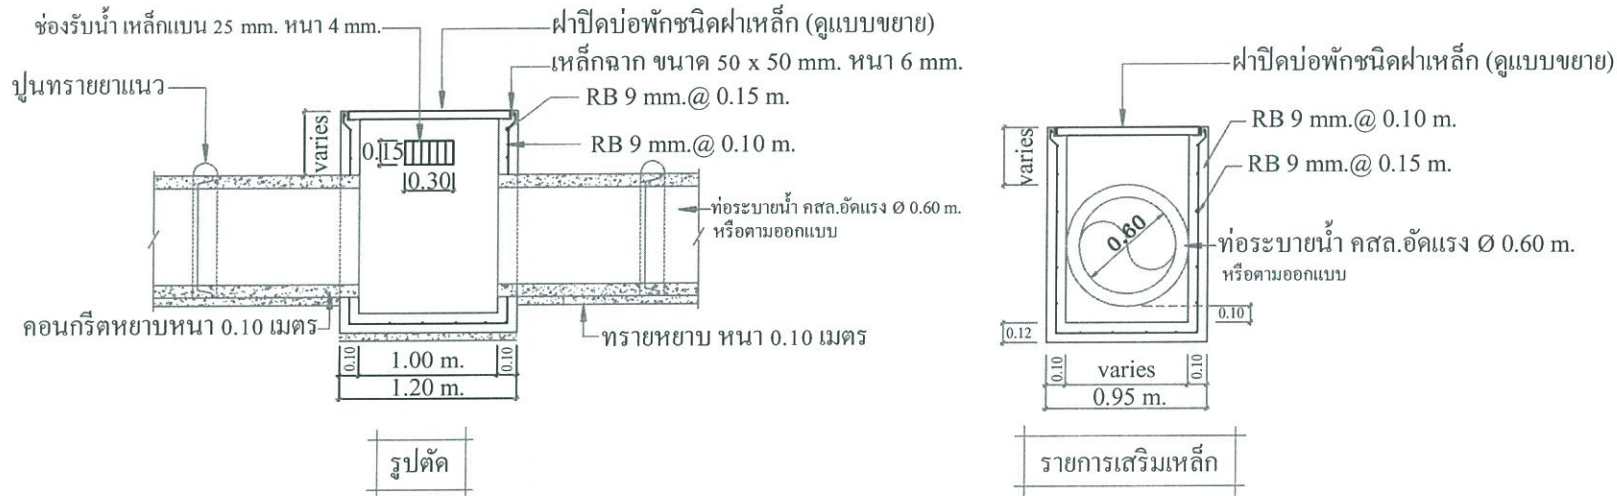 ช่องรับน้ำ เหล็กแบน 25 mm. หนา 4 mm.
ฝาปิดบ่อพักชนิดฝาเหล็ก (ดูแบบขยาย)
เหล็กฉาก ขนาด 50 x 50 mm. หนา 6 mm.
ปูนทรายยาแนว
RB 9 mm.@ 0.15 m.
RB 9 mm.@ 0.10 m.
varies
0.15
0.30
ท่อระบายน้ำ คสล.อัดแรง Ø 0.60 m.
หรือตามออกแบบ
คอนกรีตหยาบหนา 0.10 เมตร
ทรายหยาบ หนา 0.10 เมตร
0.10
1.00 m.
0.10
1.20 m.
รูปตัด
ฝาปิดบ่อพักชนิดฝาเหล็ก (ดูแบบขยาย)
RB 9 mm.@ 0.10 m.
RB 9 mm.@ 0.15 m.
varies
0.60
ท่อระบายน้ำ คสล.อัดแรง Ø 0.60 m.
หรือตามออกแบบ
0.10
0.12
0.10
varies
0.10
0.95 m.
รายการเสริมเหล็ก